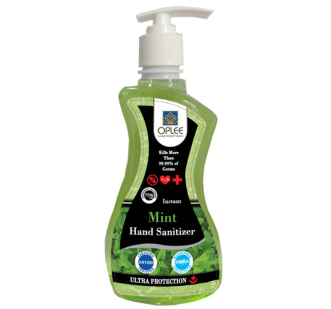 OPLEE
Kills More
Than
99.99% of
Germs
Instant
Mint
Hand Sanitizer
ULTRA PROTECTION